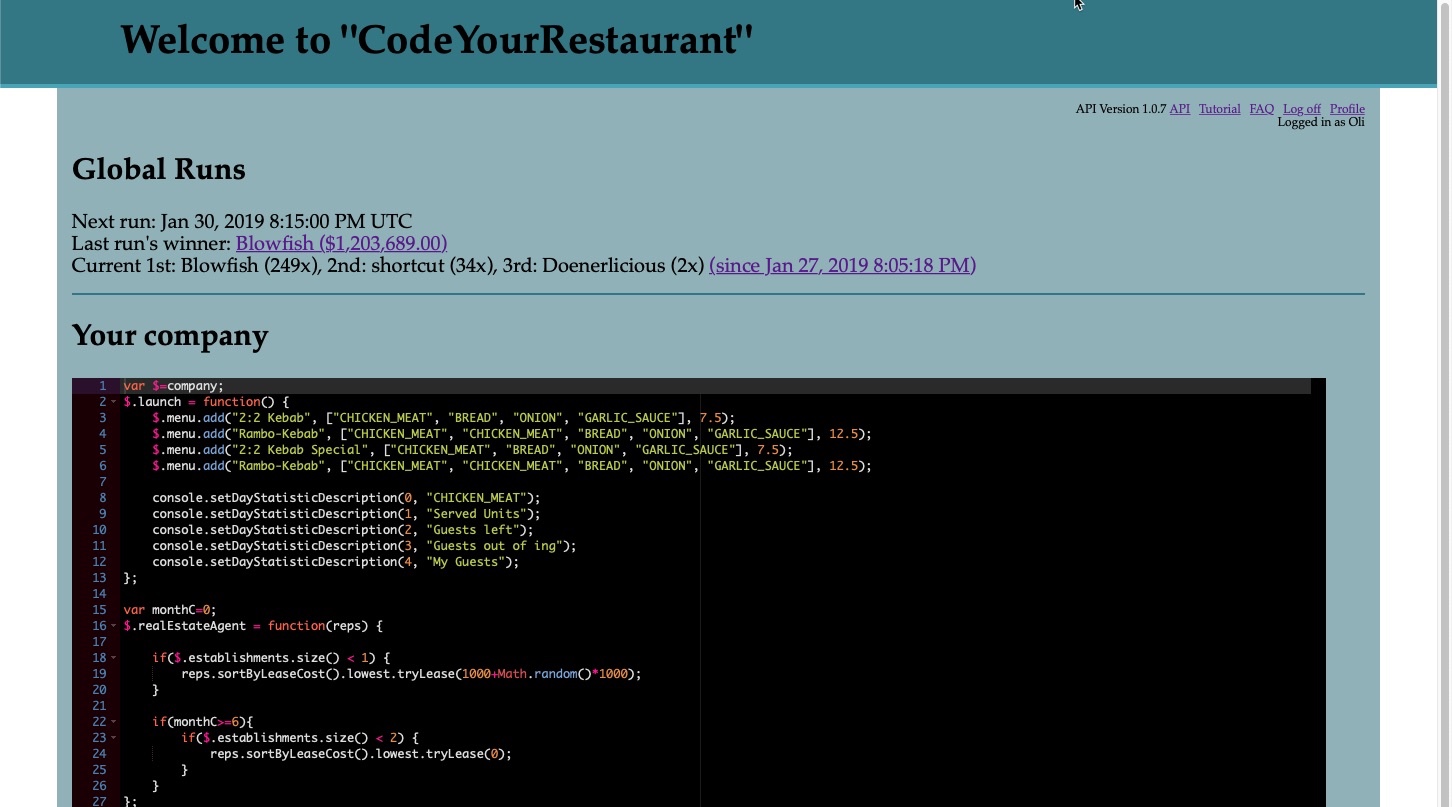 Welcome to "CodeYourRestaurant"
API Version 1.0.7 API Tutorial FAQ Log off Profile
Logged in as Oli
Global Runs
Next run: Jan 30, 2019 8:15:00 PM UTC
Last run's winner: Blowfish ($1,203,689.00)
Current 1st: Blowfish (249x), 2nd: shortcut (34x), 3rd: Doenerlicious (2x) (since Jan 27, 2019 8:05:18 PM)
Your company
1 var $=company;
2 $.launch = function() {
3 $.menu.add("2:2 Kebab", ["CHICKEN_MEAT", "BREAD", "ONION", "GARLIC_SAUCE"], 7.5);
4 $.menu.add("Rambo-Kebab", ["CHICKEN_MEAT", "CHICKEN_MEAT", "BREAD", "ONION", "GARLIC_SAUCE"], 12.5);
5 $.menu.add("2:2 Kebab Special", ["CHICKEN_MEAT", "BREAD", "ONION", "GARLIC_SAUCE"], 7.5);
6 $.menu.add("Rambo-Kebab", ["CHICKEN_MEAT", "CHICKEN_MEAT", "BREAD", "ONION", "GARLIC_SAUCE"], 12.5);
7
8 console.setDayStatisticDescription(0, "CHICKEN_MEAT");
9 console.setDayStatisticDescription(1, "Served Units");
10 console.setDayStatisticDescription(2, "Guests left");
11 console.setDayStatisticDescription(3, "Guests out of ing");
12 console.setDayStatisticDescription(4, "My Guests");
13 };
14
15 var monthC=0;
16 $.realEstateAgent = function(reps) {
17
18 if($.establishments.size() < 1) {
19 reps.sortByLeaseCost().lowest.tryLease(1000+Math.random()*1000);
20 }
21
22 if(monthC>=6){
23 if($.establishments.size() < 2) {
24 reps.sortByLeaseCost().lowest.tryLease(0);
25 }
26 }
27 };